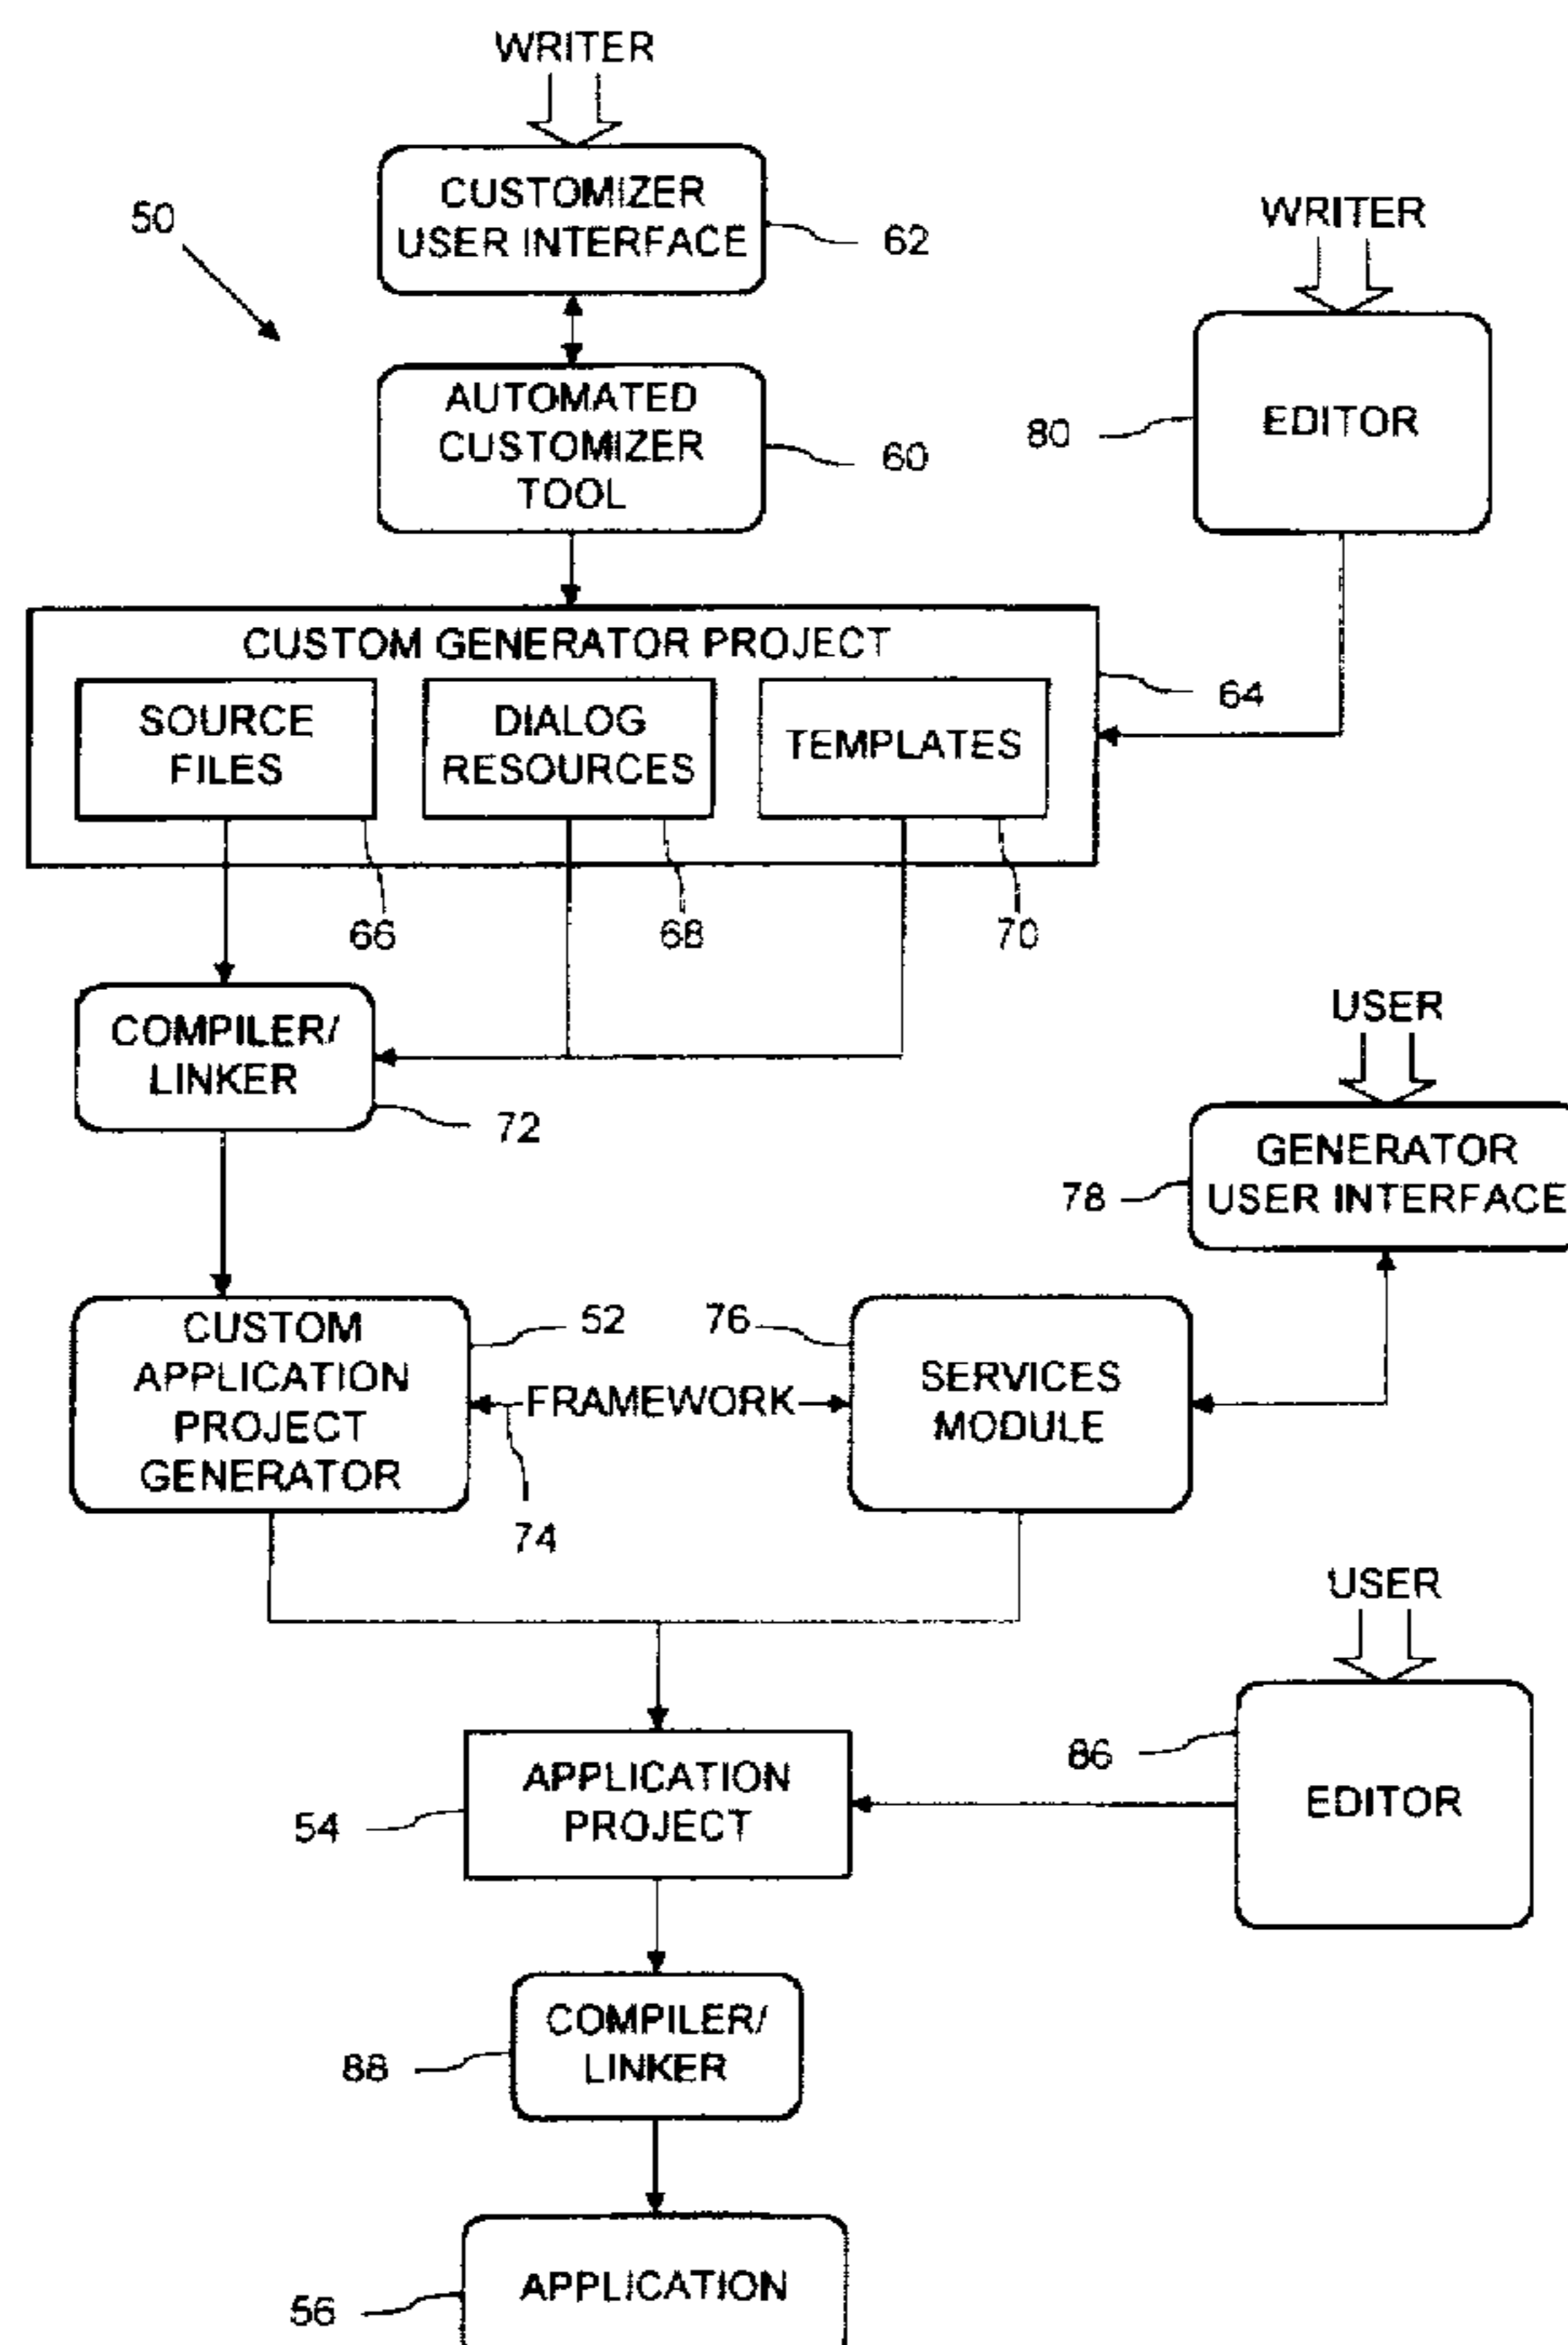 WRITER
CUSTOMIZER
USER INTERFACE
62
50
WRITER
AUTOMATED
CUSTOMIZER
TOOL
60
80
EDITOR
CUSTOM GENERATOR PROJECT
64
SOURCE
FILES
DIALOG
RESOURCES
TEMPLATES
66
68
70
COMPILER/
LINKER
72
USER
GENERATOR
USER INTERFACE
78
CUSTOM
APPLICATION
PROJECT
GENERATOR
52
FRAMEWORK
74
76
SERVICES
MODULE
USER
86
EDITOR
APPLICATION
PROJECT
54
COMPILER/
LINKER
88
APPLICATION
56